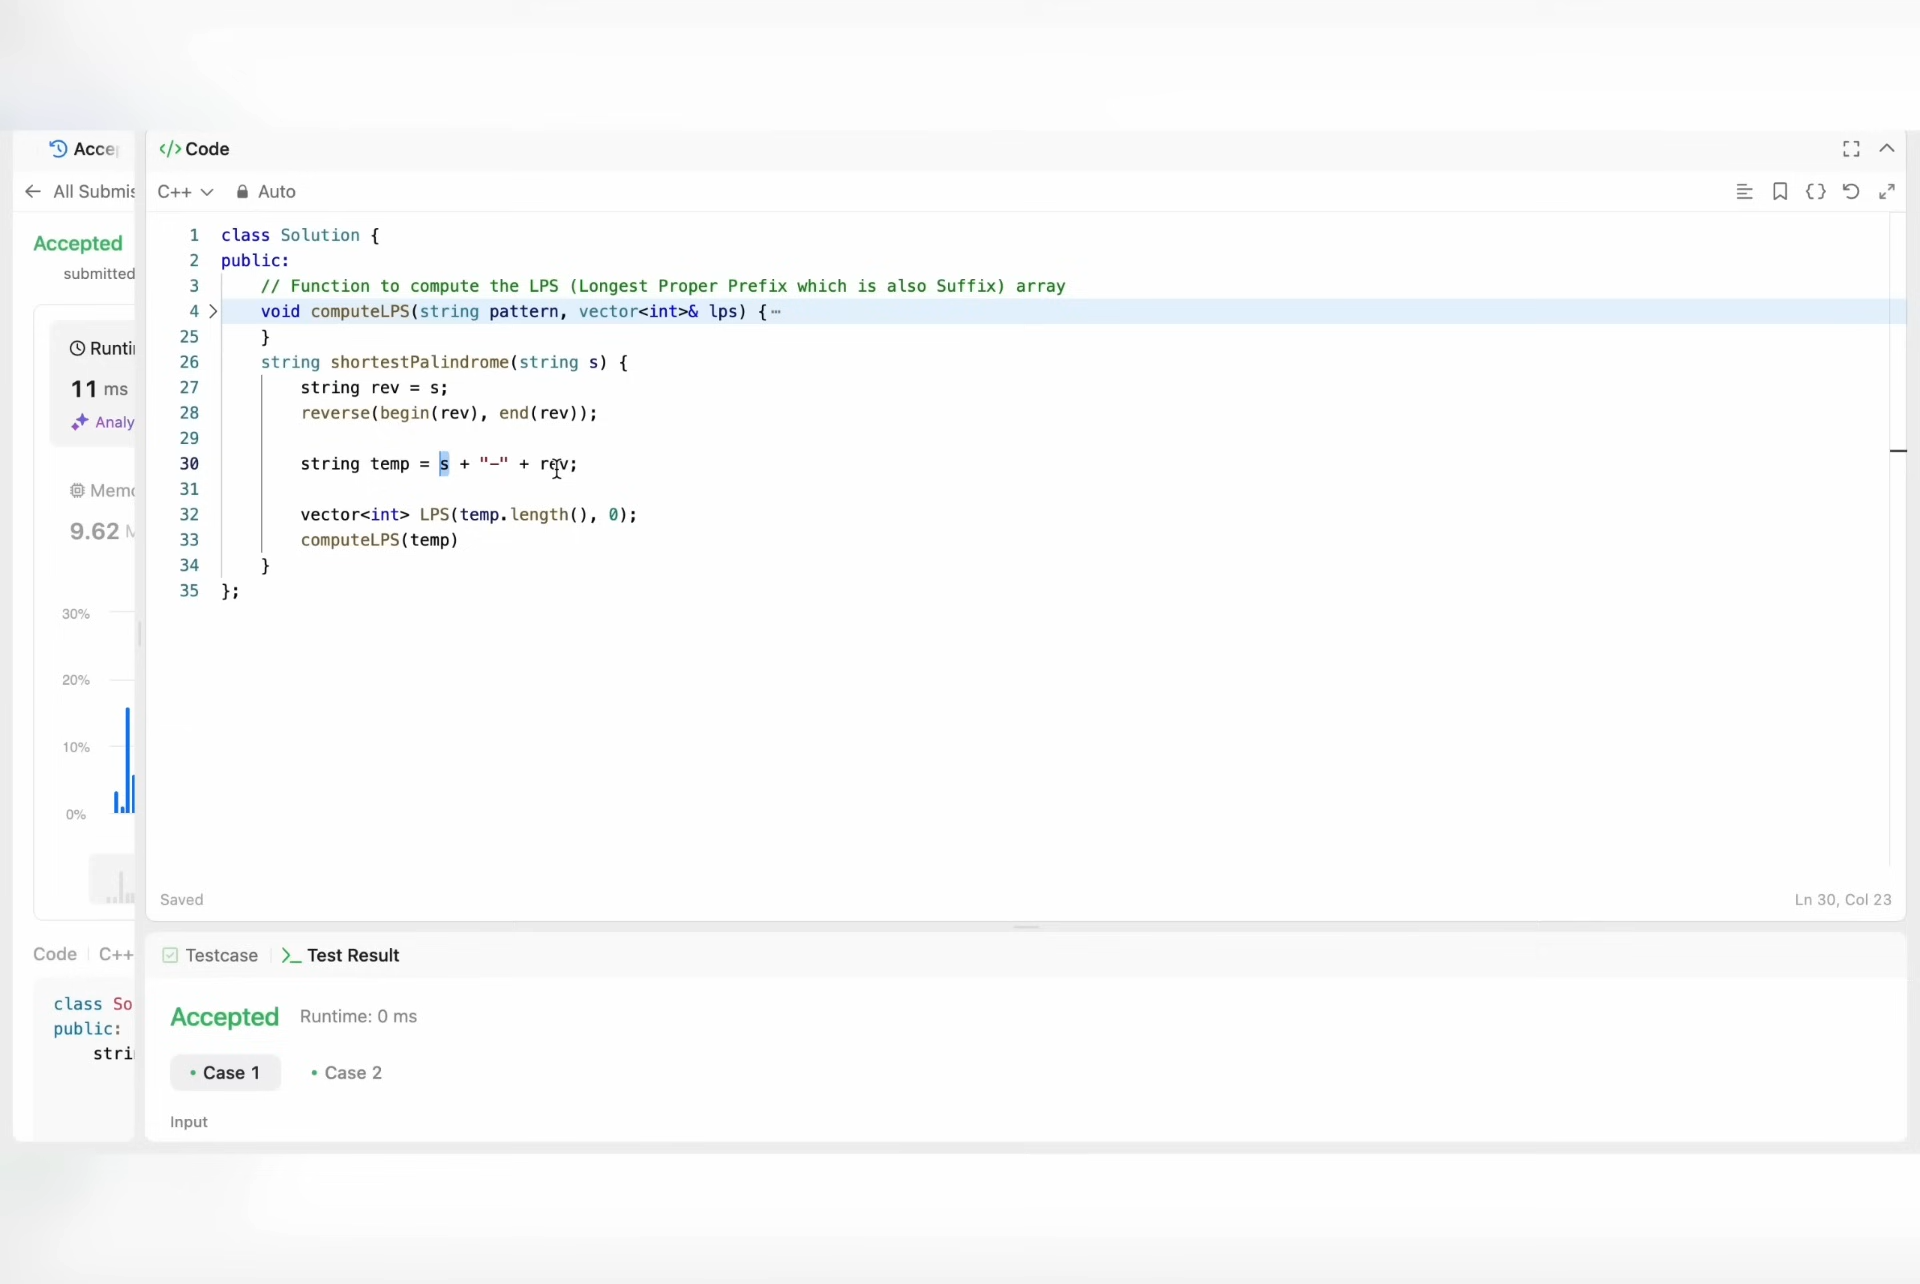 Acce
All Submis
Accepted
submitted
Runti
11 ms
Analy
Memo
9.62 M
30%
20%
10%
0%
Code C++
class So
public:
stri
</> Code
C++ Auto
1 class Solution {
2 public:
3 // Function to compute the LPS (Longest Proper Prefix which is also Suffix) array
4 void computeLPS(string pattern, vector<int>& lps) {⋯
25 }
26 string shortestPalindrome(string s) {
27 string rev = s;
28 reverse(begin(rev), end(rev));
29
30 string temp = s + "-" + rev;
31
32 vector<int> LPS(temp.length(), 0);
33 computeLPS(temp)
34 }
35 };
Saved Ln 30, Col 23
Testcase >_ Test Result
Accepted Runtime: 0 ms
• Case 1 • Case 2
Input